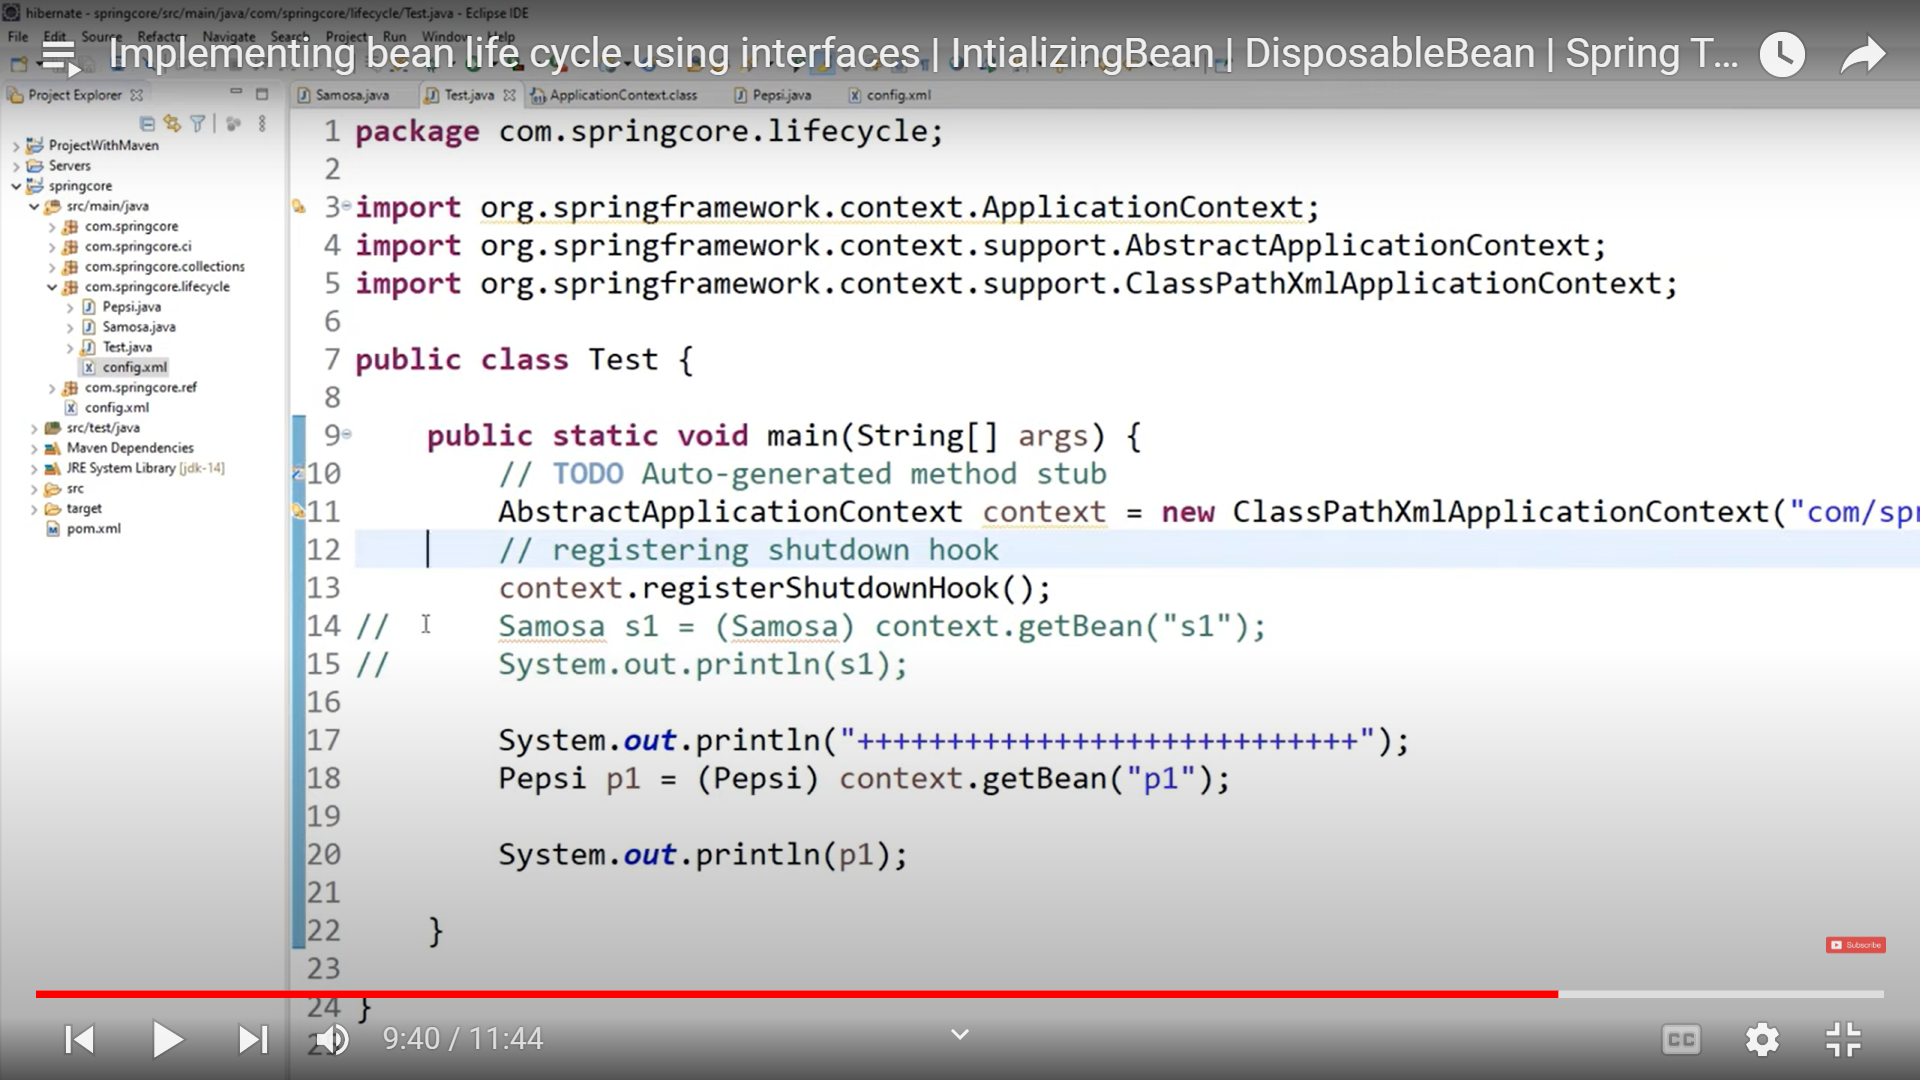 hibernate - springcore/src/main/java/com/springcore/lifecycle/Test.java - Eclipse IDE
File Edit Source Refactor Navigate Search Project Run Window Help
Implementing bean life cycle using interfaces | IntializingBean | DisposableBean | Spring T...
Project Explorer
Samosa.java Test.java ApplicationContext.class Pepsi.java config.xml
ProjectWithMaven
Servers
springcore
src/main/java
com.springcore
com.springcore.ci
com.springcore.collections
com.springcore.lifecycle
Pepsi.java
Samosa.java
Test.java
config.xml
com.springcore.ref
config.xml
src/test/java
Maven Dependencies
JRE System Library [jdk-14]
src
target
pom.xml
1 package com.springcore.lifecycle;
2
3 import org.springframework.context.ApplicationContext;
4 import org.springframework.context.support.AbstractApplicationContext;
5 import org.springframework.context.support.ClassPathXmlApplicationContext;
6
7 public class Test {
8
9 public static void main(String[] args) {
10 // TODO Auto-generated method stub
11 AbstractApplicationContext context = new ClassPathXmlApplicationContext("com/spr
12 // registering shutdown hook
13 context.registerShutdownHook();
14 // Samosa s1 = (Samosa) context.getBean("s1");
15 // System.out.println(s1);
16
17 System.out.println("++++++++++++++++++++++++++++");
18 Pepsi p1 = (Pepsi) context.getBean("p1");
19
20 System.out.println(p1);
21
22 }
23
24 }
25
Subscribe
9:40 / 11:44
CC